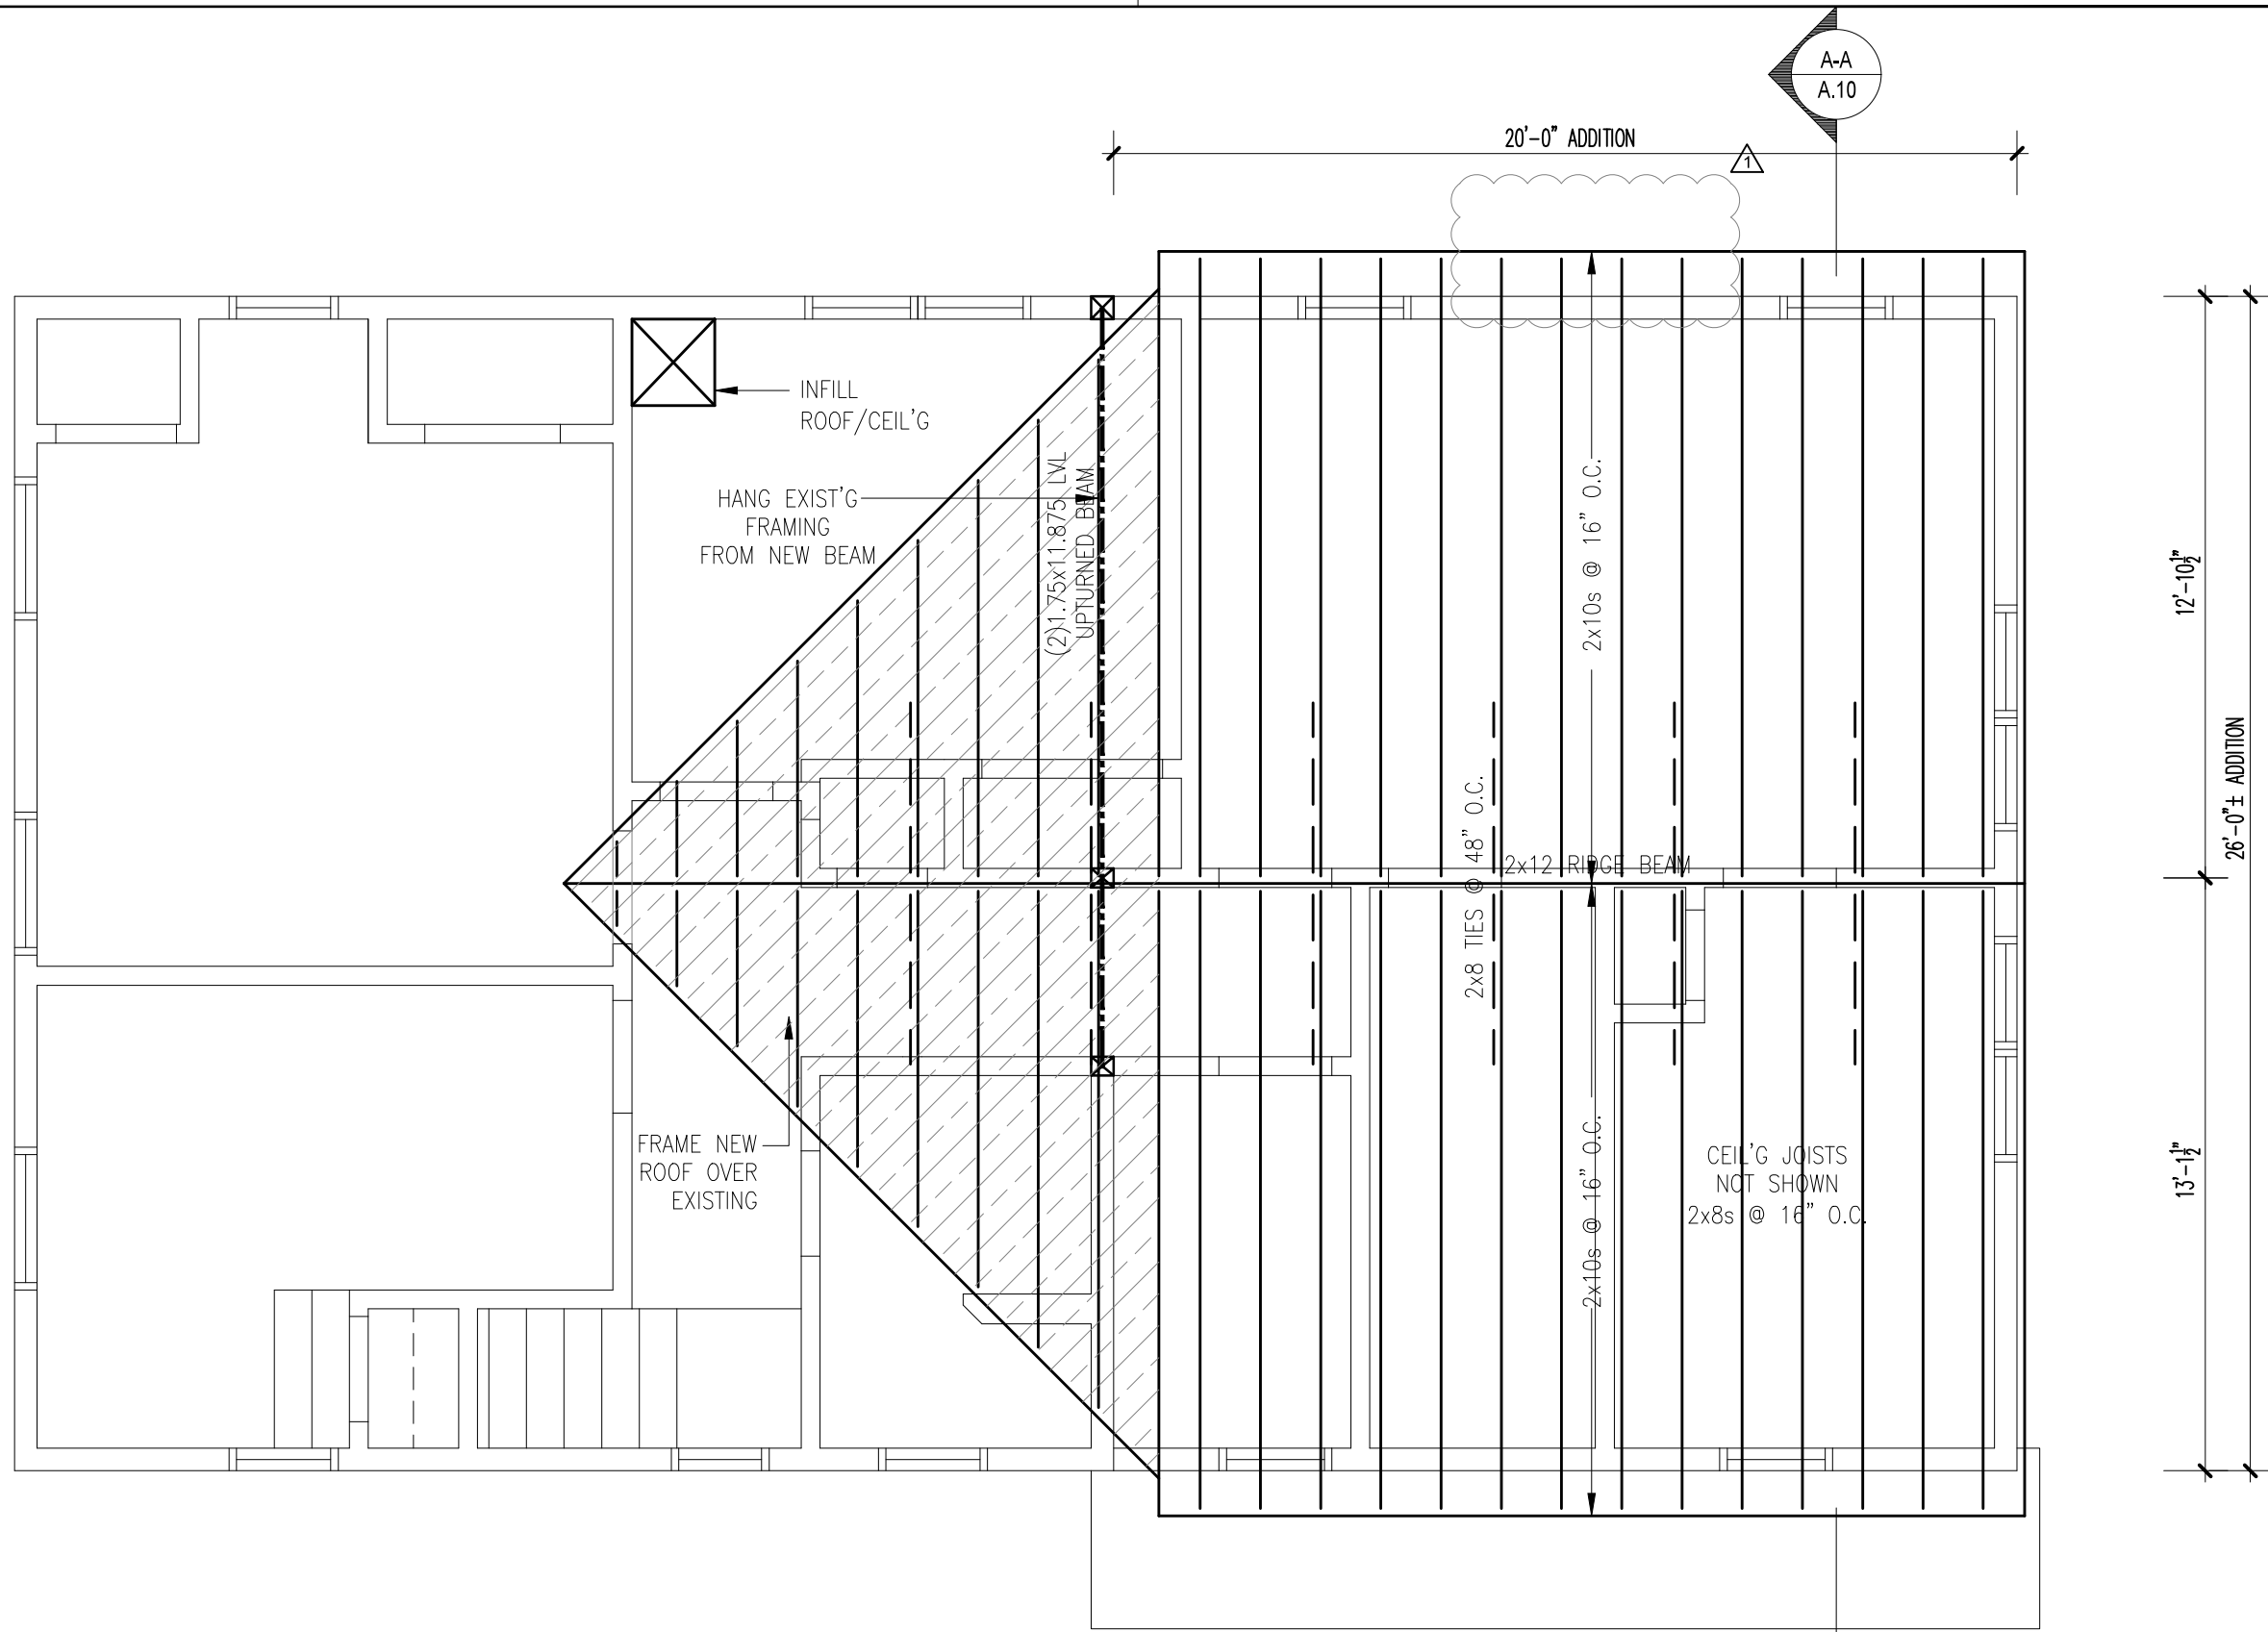 A-A
A.10
20'-0" ADDITION
1
INFILL
ROOF/CEIL'G
HANG EXIST'G
FRAMING
FROM NEW BEAM
(2)1.75x11.875 LVL
UPTURNED BEAM
2x10s @ 16" O.C.
12'-10½"
26'-0"± ADDITION
2x12 RIDGE BEAM
2x8 TIES @ 48" O.C.
FRAME NEW
ROOF OVER
EXISTING
2x10s @ 16" O.C.
CEIL'G JOISTS
NOT SHOWN
2x8s @ 16" O.C.
13'-1½"